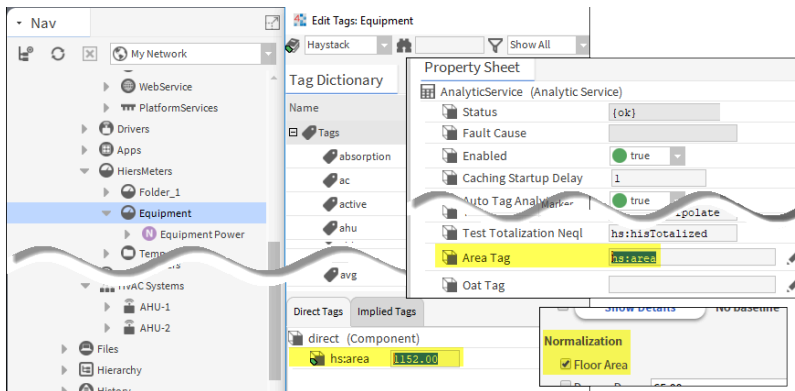 Nav
My Network
WebService
PlatformServices
Drivers
Apps
HiersMeters
Folder_1
Equipment
N Equipment Power
HVAC Systems
AHU-1
AHU-2
Files
Hierarchy
Edit Tags: Equipment
Haystack
Show All
Tag Dictionary
Name
Tags
absorption
ac
active
ahu
avg
Direct Tags
Implied Tags
direct (Component)
hs:area 1152.00
Property Sheet
AnalyticService (Analytic Service)
Status {ok}
Fault Cause
Enabled true
Caching Startup Delay 1
Auto Tag true
Marker
Test Totalization Neql hs:hisTotalized
Area Tag hs:area
Oat Tag
Show Details No baseline
Normalization
Floor Area